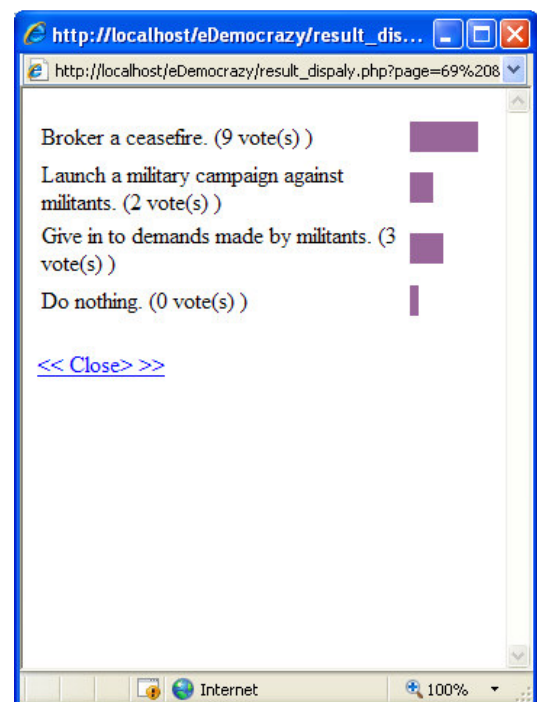 http://localhost/eDemocrazy/result_dis...
http://localhost/eDemocrazy/result_dispaly.php?page=69%208
Broker a ceasefire. (9 vote(s) )
Launch a military campaign against
militants. (2 vote(s) )
Give in to demands made by militants. (3
vote(s) )
Do nothing. (0 vote(s) )
<< Close> >>
Internet
100%